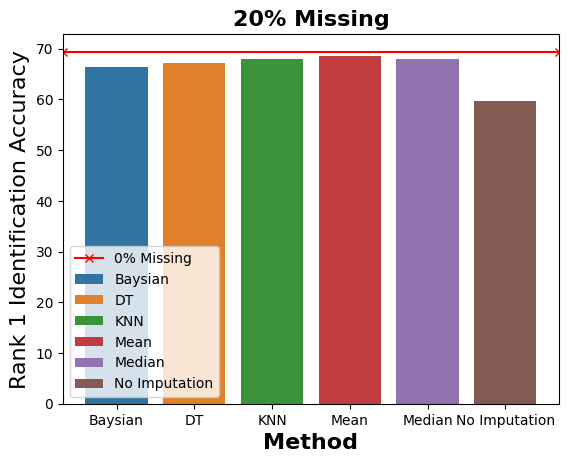 20% Missing
Rank 1 Identification Accuracy
70
60
50
40
30
20
10
0
0% Missing
Baysian
DT
KNN
Mean
Median
No Imputation
Baysian DT KNN Mean Median No Imputation
Method